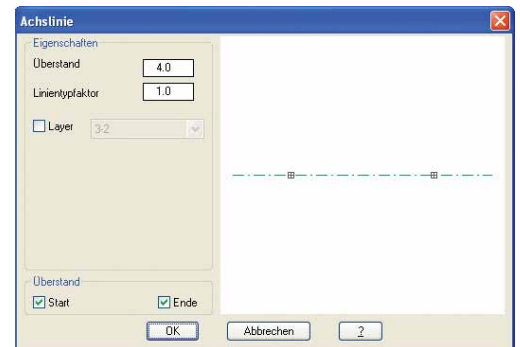 Achslinie
Eigenschaften
Überstand 4.0
Linientypfaktor 1.0
Layer 3-2
Überstand
Start Ende
OK Abbrechen ?